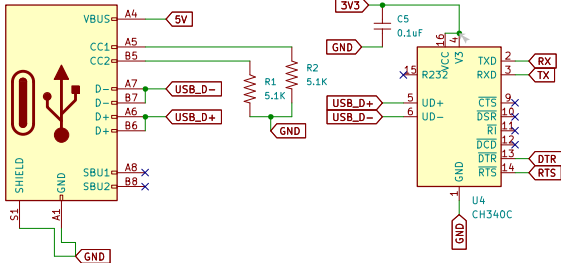 VBUS A4 5V
CC1 A5
CC2 B5
D- A7 USB_D-
D- B7
D+ A6 USB_D+
D+ B6
SBU1 A8
SBU2 B8
SHIELD
GND
S1
A1
GND
R1
5.1K
R2
5.1K
GND
3V3
C5
0.1uF
GND
16
VCC
4
V3
15 R232
TXD 2 RX
RXD 3 TX
USB_D+ 5 UD+
USB_D- 6 UD-
CTS 9
DSR 10
RI 11
DCD 12
DTR 13 DTR
RTS 14 RTS
GND
1
GND
U4
CH340C